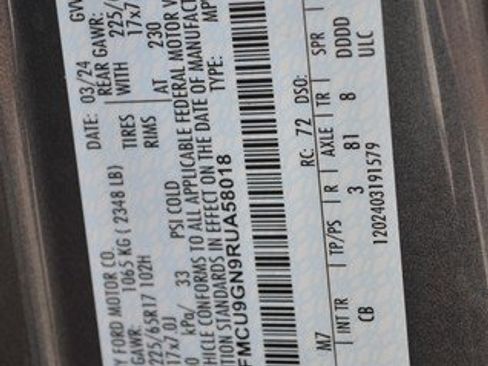 Y FORD MOTOR CO.
DATE: 03/24 GV
GAWR: 1065 KG ( 2348 LB) REAR GAWR:
225/65R17 102H TIRES WITH 225/6
17x7.0J RIMS 17x7
0 kPa/ 33 PSI COLD AT 230
HICLE CONFORMS TO ALL APPLICABLE FEDERAL MOTOR V
TION STANDARDS IN EFFECT ON THE DATE OF MANUFACT
FMCU9GN9RUA58018 TYPE: MP
RC: 72 DSO:
M7
INT TR TP/PS R AXLE TR SPR
CB 3 81 8 DDDD
1202403191579 ULC